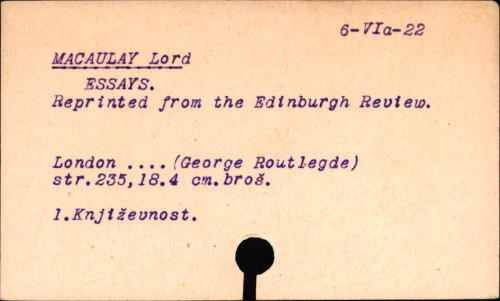 6-VIa-22
MACAULAY Lord
ESSAYS.
Reprinted from the Edinburgh Review.
London ....(George Routlegde)
str.235,18.4 cm.broš.
1.Književnost.